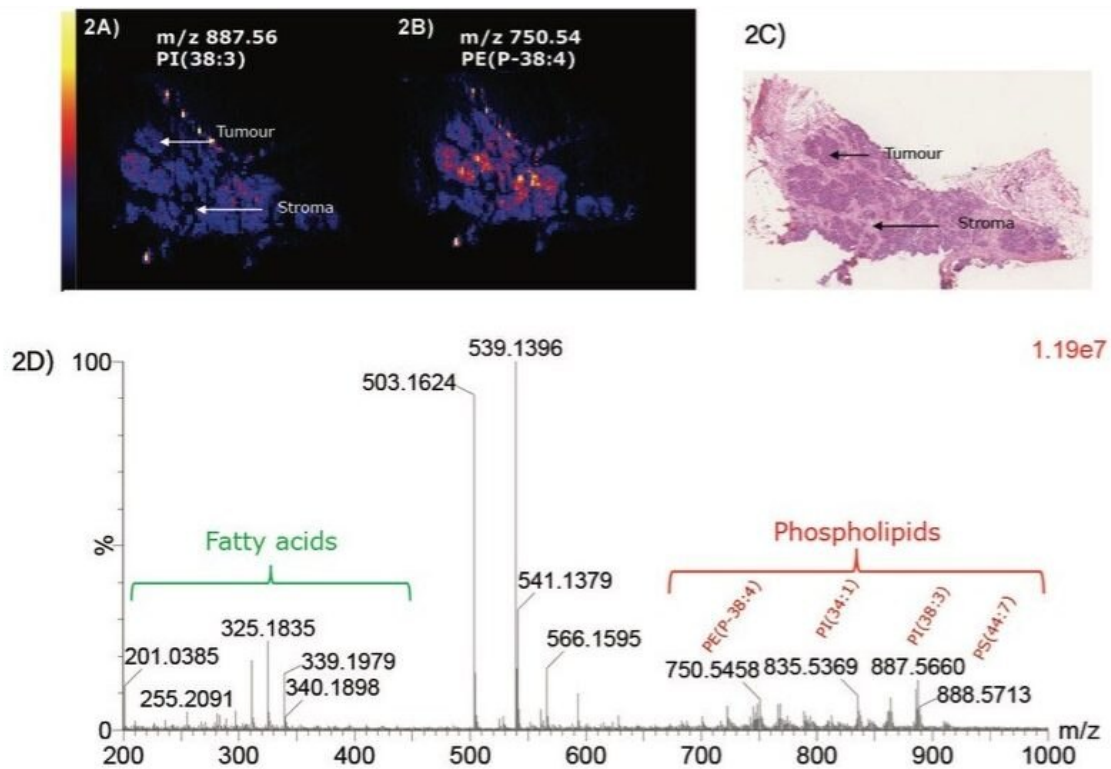 2A)
m/z 887.56
PI(38:3)
Tumour
Stroma
2B)
m/z 750.54
PE(P-38:4)
2C)
Tumour
Stroma
2D)
100
%
0
1.19e7
539.1396
503.1624
541.1379
566.1595
Fatty acids
325.1835
201.0385
339.1979
255.2091
340.1898
Phospholipids
PE(P-38:4)
PI(34:1)
PI(38:3)
PS(44:7)
750.5458
835.5369
887.5660
888.5713
200
300
400
500
600
700
800
900
1000
m/z